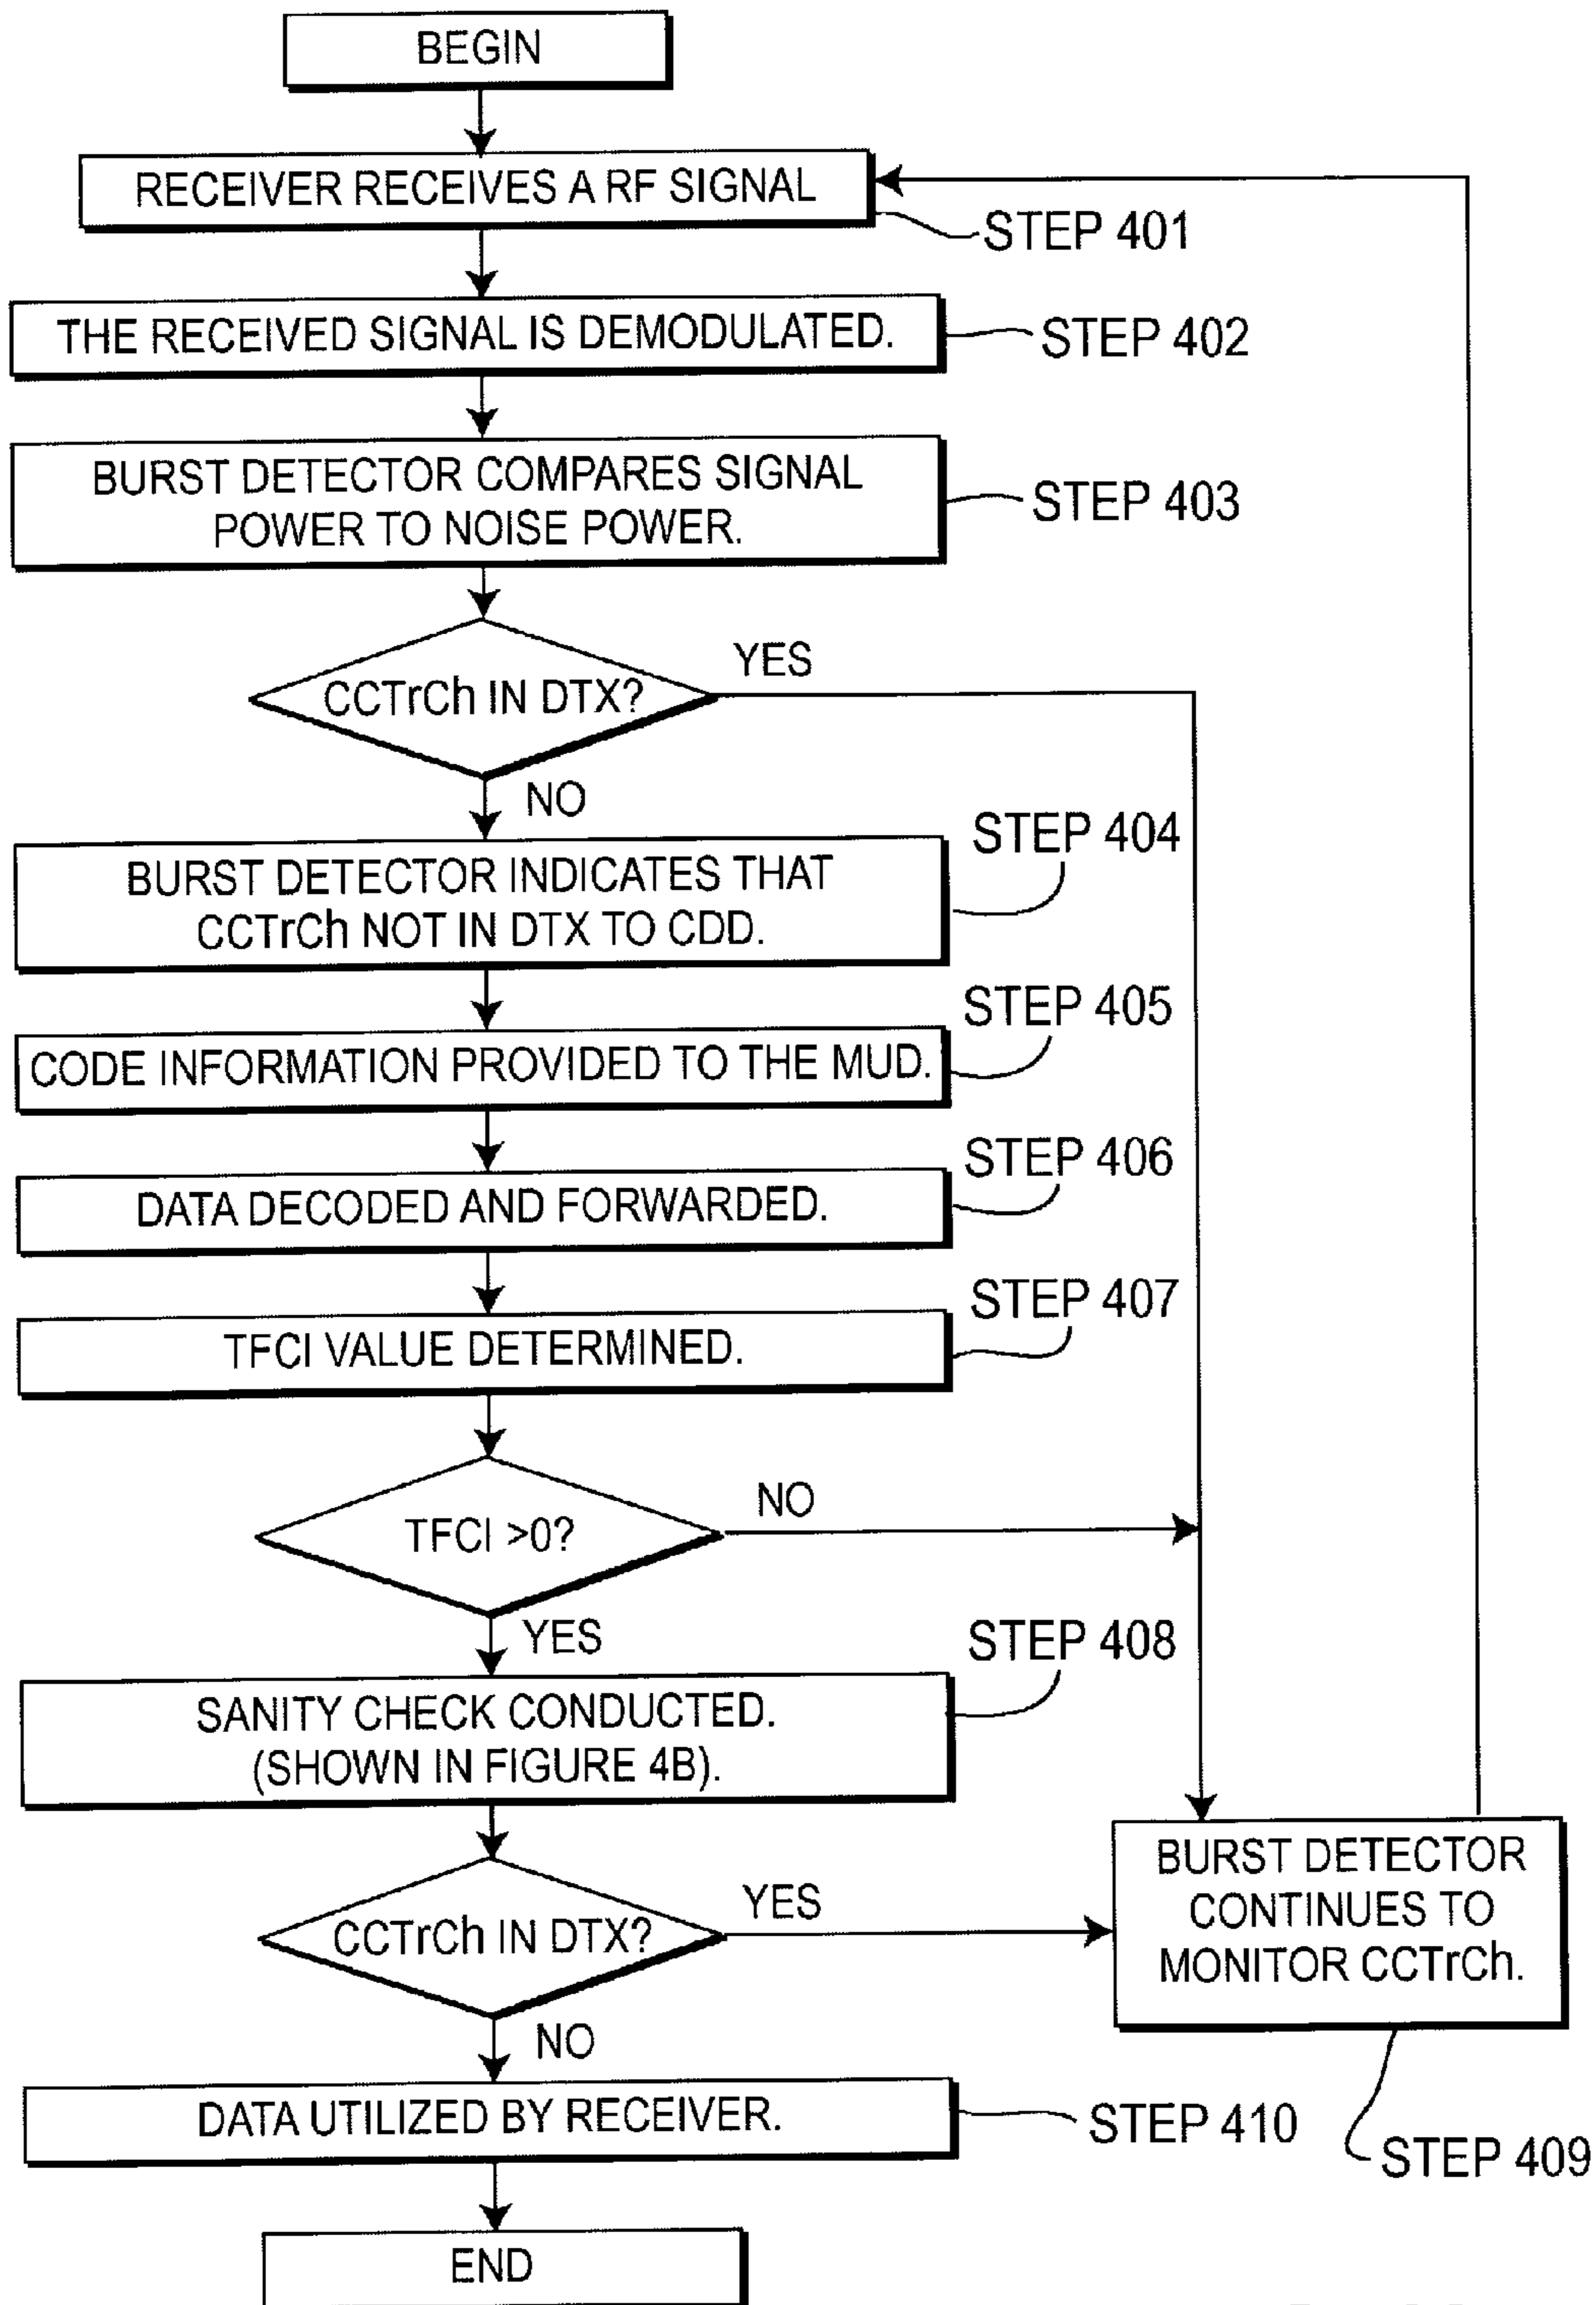 BEGIN
RECEIVER RECEIVES A RF SIGNAL
STEP 401
THE RECEIVED SIGNAL IS DEMODULATED.
STEP 402
BURST DETECTOR COMPARES SIGNAL
POWER TO NOISE POWER.
STEP 403
CCTrCh IN DTX?
YES
NO
STEP 404
BURST DETECTOR INDICATES THAT
CCTrCh NOT IN DTX TO CDD.
STEP 405
CODE INFORMATION PROVIDED TO THE MUD.
STEP 406
DATA DECODED AND FORWARDED.
STEP 407
TFCI VALUE DETERMINED.
TFCI >0?
NO
YES
STEP 408
SANITY CHECK CONDUCTED.
(SHOWN IN FIGURE 4B).
CCTrCh IN DTX?
YES
NO
BURST DETECTOR
CONTINUES TO
MONITOR CCTrCh.
STEP 409
DATA UTILIZED BY RECEIVER.
STEP 410
END